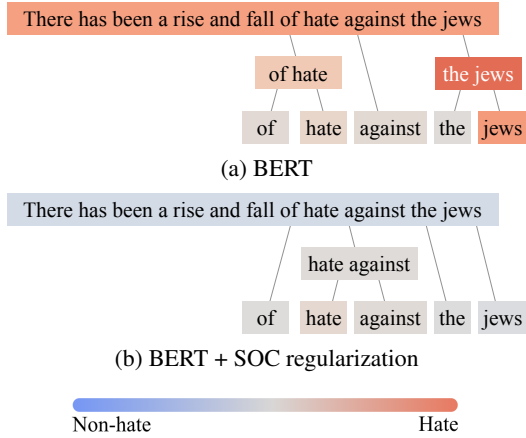 There has been a rise and fall of hate against the jews
of hate the jews
of hate against the jews
(a) BERT
There has been a rise and fall of hate against the jews
hate against
of hate against the jews
(b) BERT + SOC regularization
Non-hate Hate